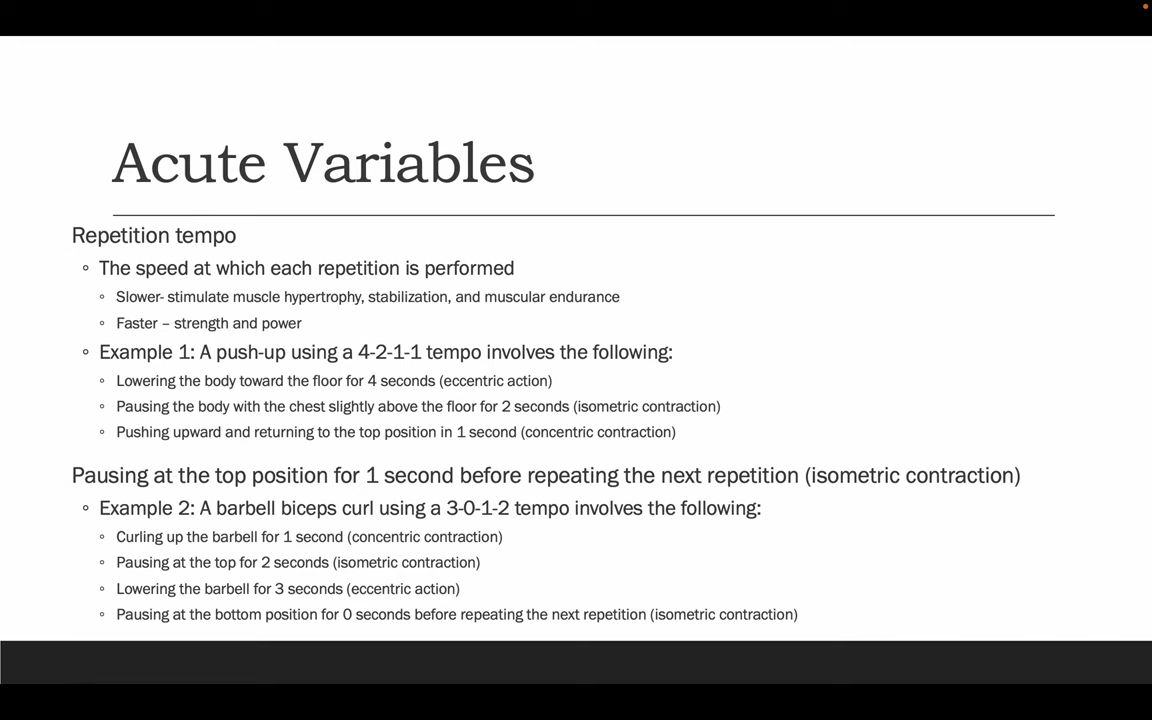 Acute Variables
Repetition tempo
◦ The speed at which each repetition is performed
◦ Slower- stimulate muscle hypertrophy, stabilization, and muscular endurance
◦ Faster – strength and power
◦ Example 1: A push-up using a 4-2-1-1 tempo involves the following:
◦ Lowering the body toward the floor for 4 seconds (eccentric action)
◦ Pausing the body with the chest slightly above the floor for 2 seconds (isometric contraction)
◦ Pushing upward and returning to the top position in 1 second (concentric contraction)
Pausing at the top position for 1 second before repeating the next repetition (isometric contraction)
◦ Example 2: A barbell biceps curl using a 3-0-1-2 tempo involves the following:
◦ Curling up the barbell for 1 second (concentric contraction)
◦ Pausing at the top for 2 seconds (isometric contraction)
◦ Lowering the barbell for 3 seconds (eccentric action)
◦ Pausing at the bottom position for 0 seconds before repeating the next repetition (isometric contraction)